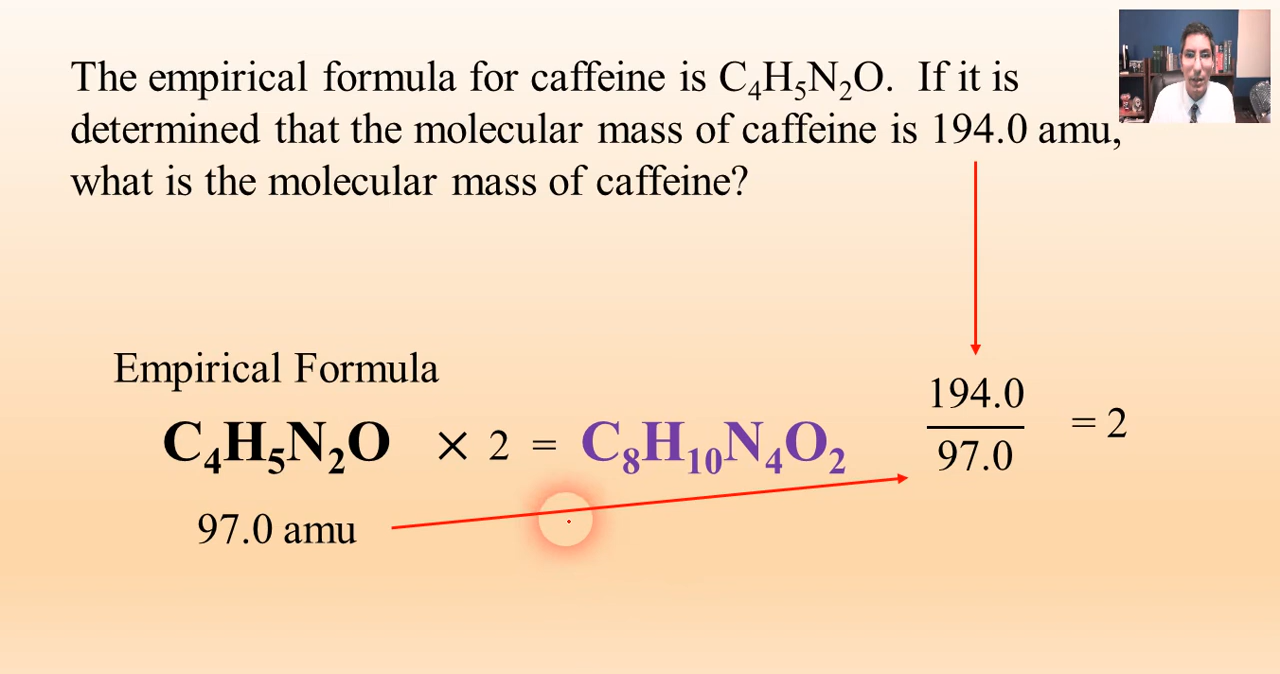 The empirical formula for caffeine is C₄H₅N₂O. If it is
determined that the molecular mass of caffeine is 194.0 amu,
what is the molecular mass of caffeine?
Empirical Formula
C₄H₅N₂O × 2 = C₈H₁₀N₄O₂
97.0 amu
194.0
97.0
= 2